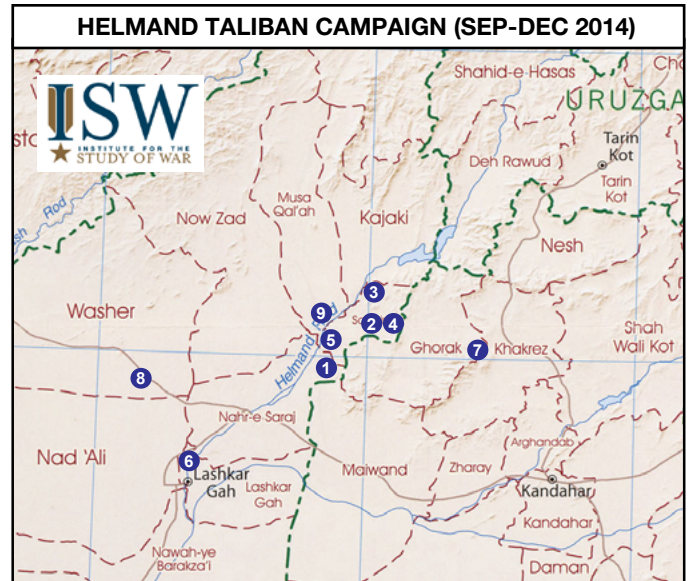 HELMAND TALIBAN CAMPAIGN (SEP-DEC 2014)
ISW
INSTITUTE FOR THE
STUDY OF WAR
Shahid-e Hasas
URUZGA
Tarin
Kot
Deh Rawud
Tarin
Kot
Rod
Now Zad
Musa
Qal'ah
Kajaki
Nesh
Washer
3
9
2
4
5
Helmand
Ghorak
7
Khakrez
Shah
Wali Kot
1
8
Nahr-e Saraj
Arghandab
Nad 'Ali
6
Lashkar
Gah
Lashkar
Gah
Maiwand
Zharay
Kandahar
Kandahar
Nawah-ye
Barakza'i
Daman